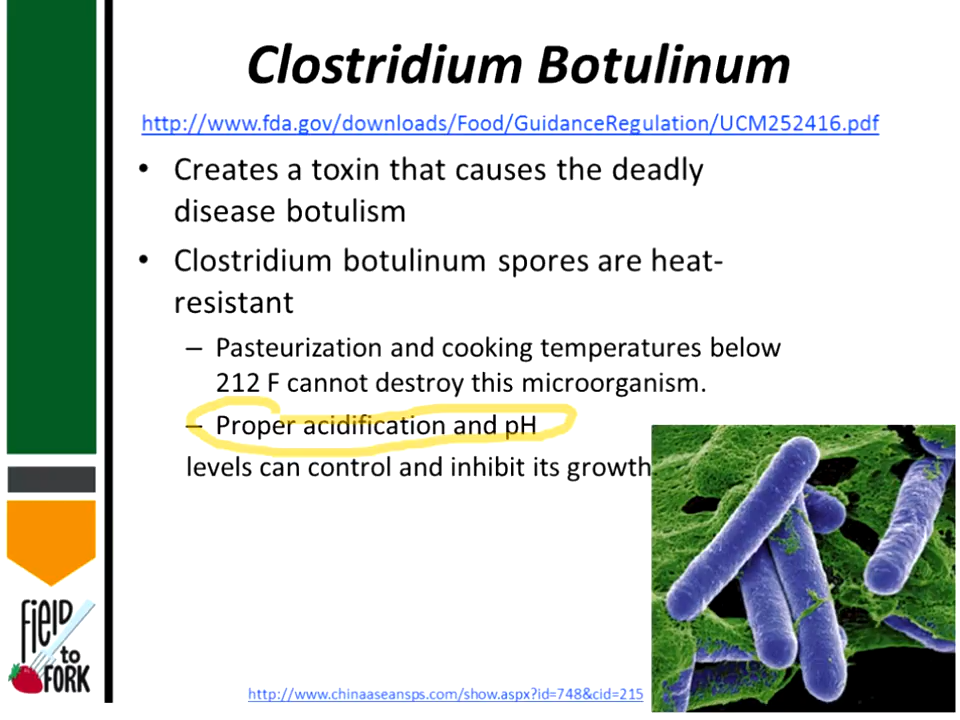 Clostridium Botulinum
http://www.fda.gov/downloads/Food/GuidanceRegulation/UCM252416.pdf
• Creates a toxin that causes the deadly
disease botulism
• Clostridium botulinum spores are heat-
resistant
– Pasteurization and cooking temperatures below
212 F cannot destroy this microorganism.
– Proper acidification and pH
levels can control and inhibit its growth
FIELD
to
FORK
http://www.chinaaseansps.com/show.aspx?id=748&cid=215